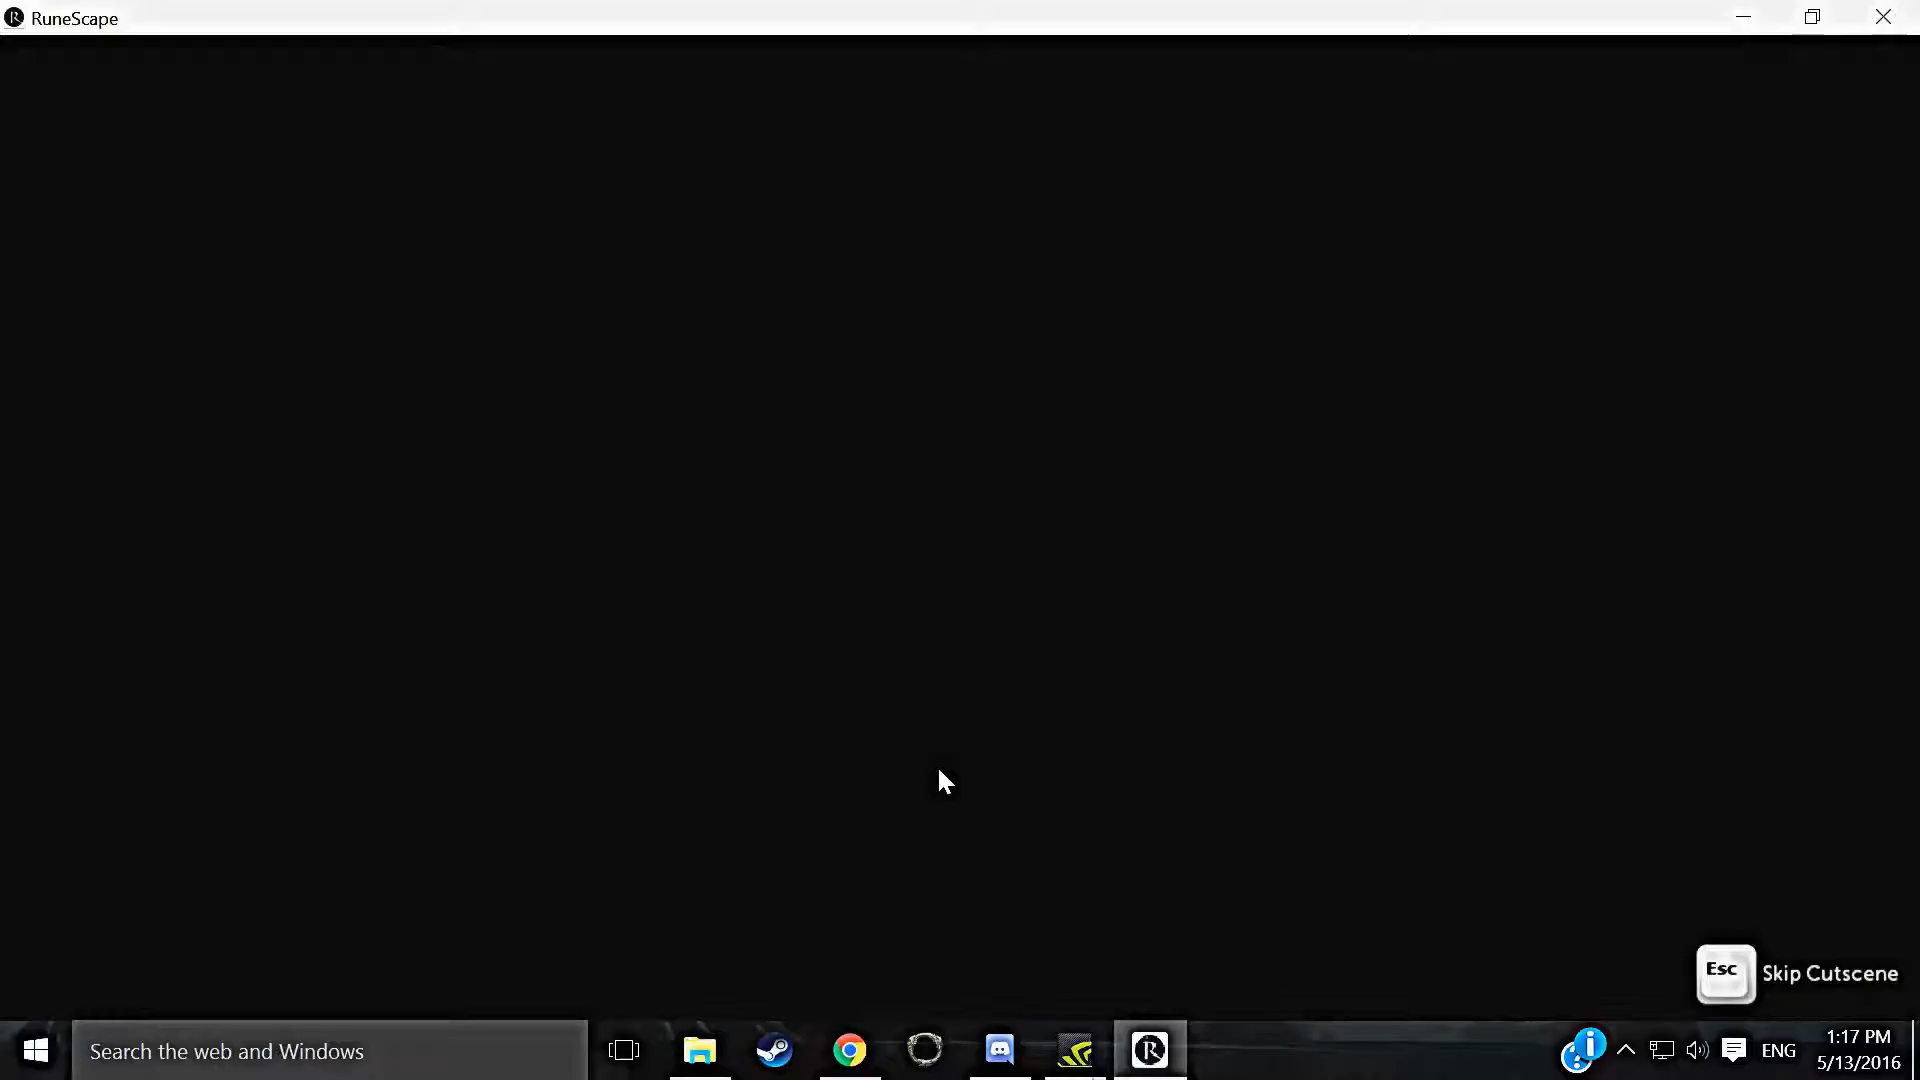 RuneScape
Esc Skip Cutscene
Search the web and Windows
ENG
1:17 PM
5/13/2016